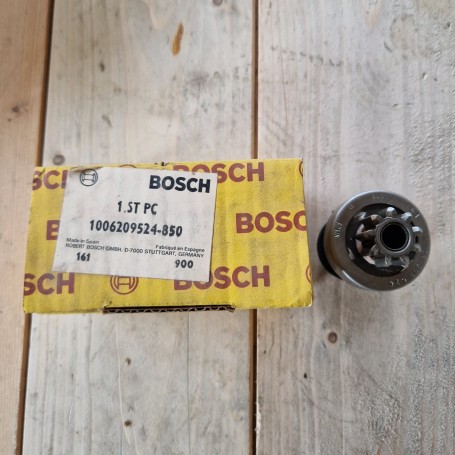 BOSCH
1.ST PC
1006209524-850
Made in Spain Fabriqué en Espagne
ROBERT BOSCH GMBH, D-7000 STUTTGART, GERMANY
161 900
BOSCH
BOSCH
BOSCH